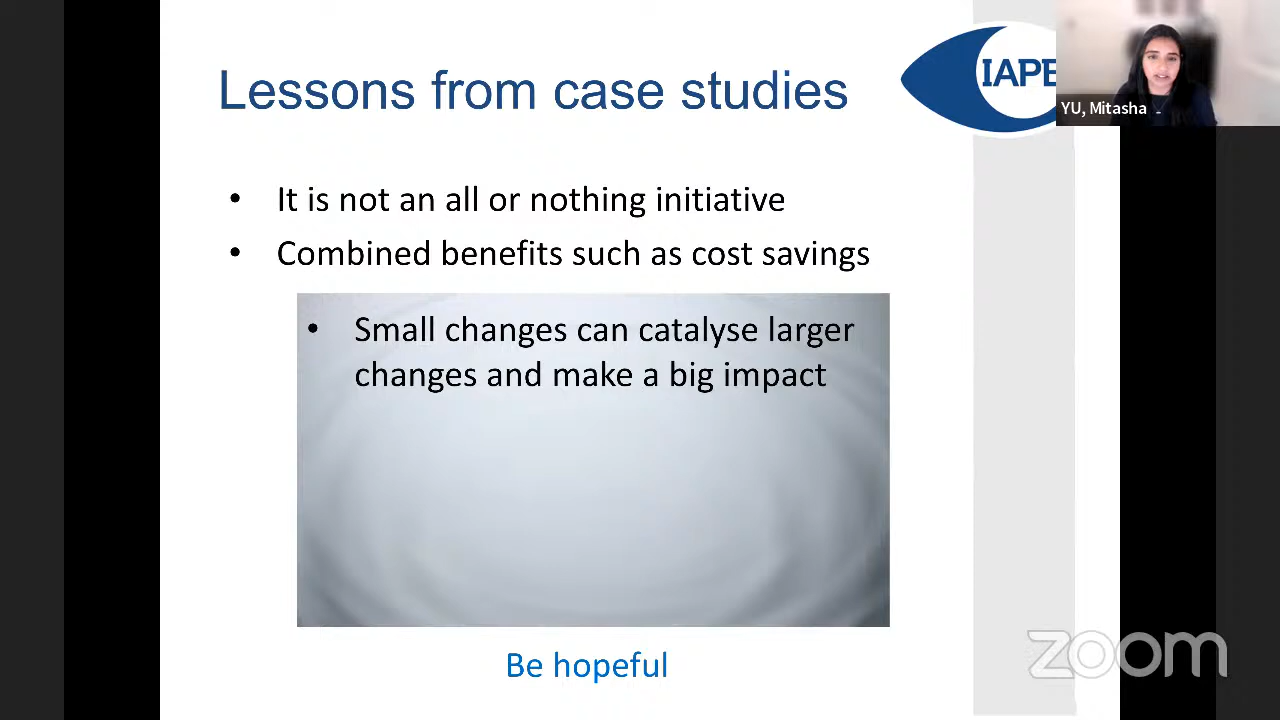 Lessons from case studies
IAPB
YU, Mitasha
• It is not an all or nothing initiative
• Combined benefits such as cost savings
• Small changes can catalyse larger
changes and make a big impact
Be hopeful
zoom